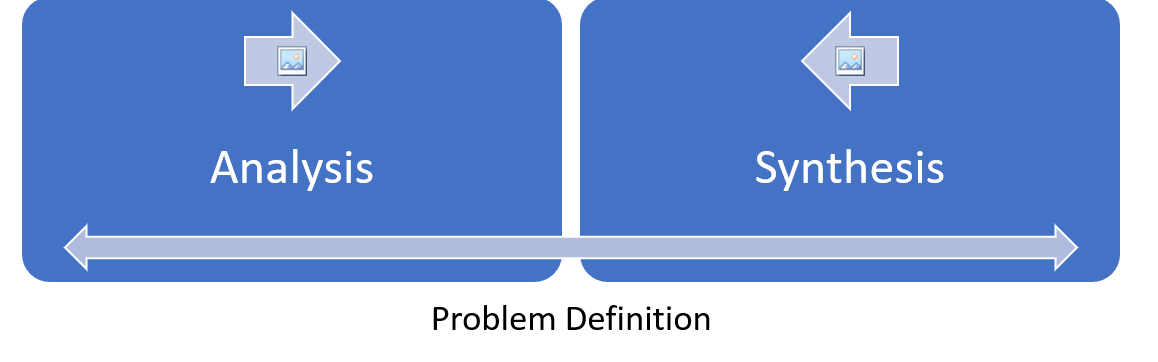 Analysis
Synthesis
Problem Definition